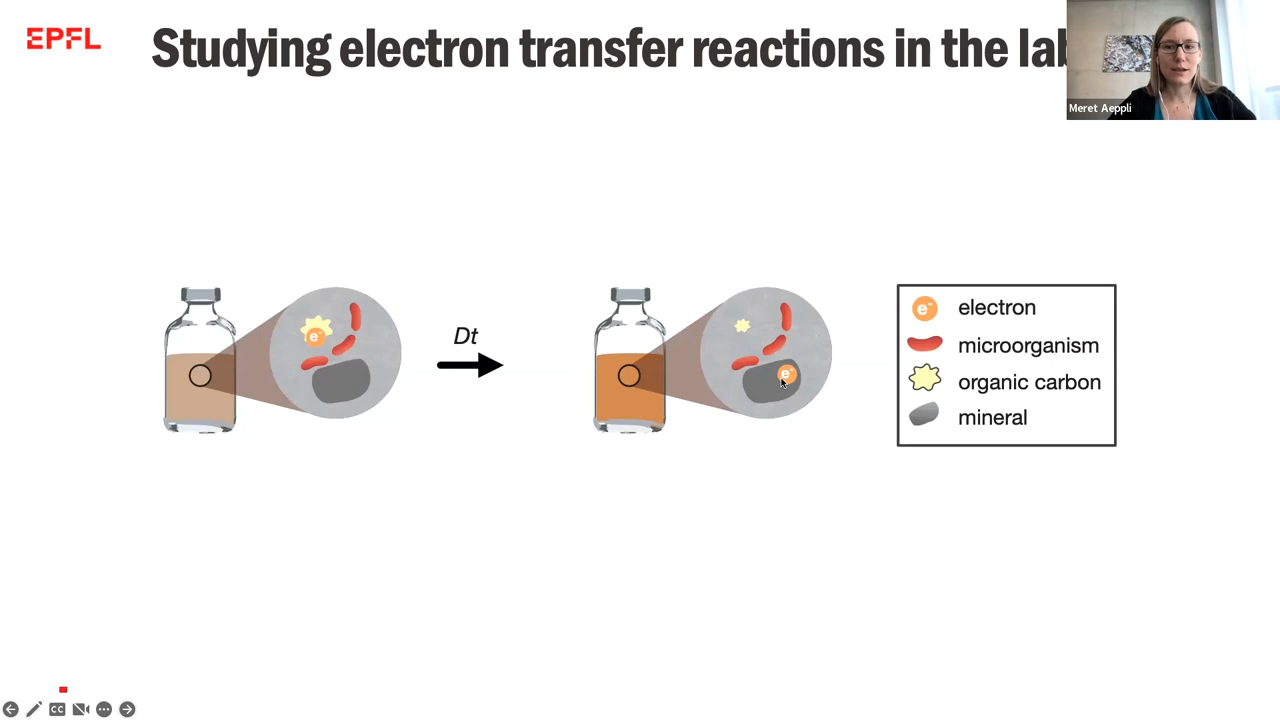 EPFL
Studying electron transfer reactions in the lab
Meret Aeppli
e-
Dt
e-
e- electron
microorganism
organic carbon
mineral
CC